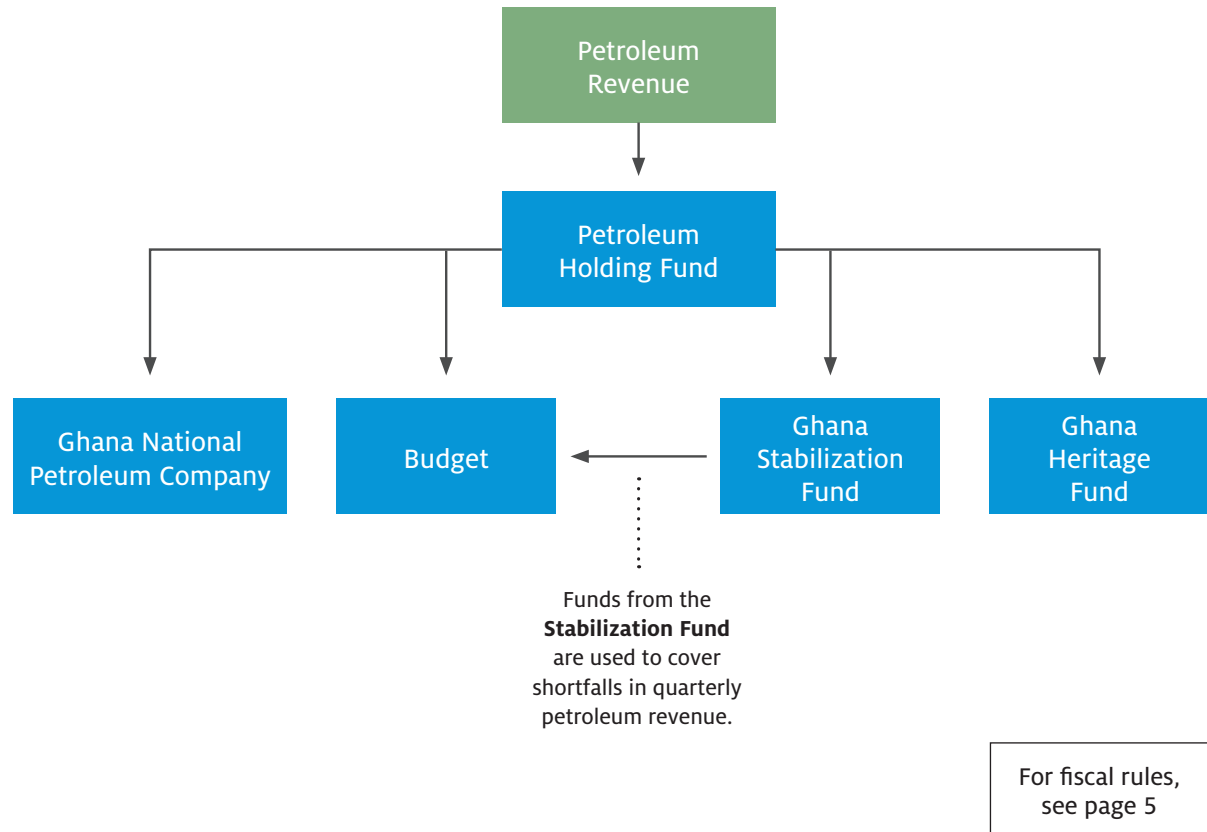 Petroleum
Revenue
Petroleum
Holding Fund
Ghana National
Petroleum Company
Budget
Ghana
Stabilization
Fund
Ghana
Heritage
Fund
Funds from the
Stabilization Fund
are used to cover
shortfalls in quarterly
petroleum revenue.
For fiscal rules,
see page 5